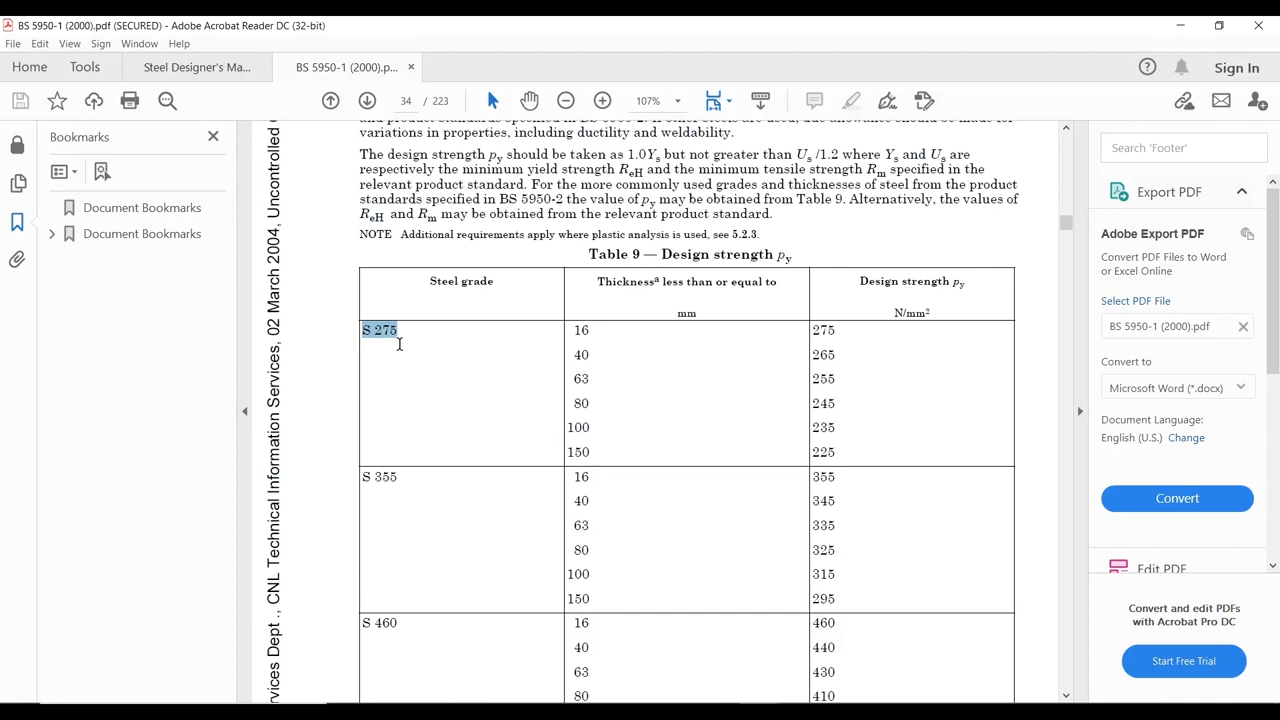 BS 5950-1 (2000).pdf (SECURED) - Adobe Acrobat Reader DC (32-bit)
File Edit View Sign Window Help
Home Tools Steel Designer's Ma... BS 5950-1 (2000).p... ×
Sign In
34 / 223
107%
Bookmarks
Document Bookmarks
Document Bookmarks
vices Dept ., CNL Technical Information Services, 02 March 2004, Uncontrolled
variations in properties, including ductility and weldability.
The design strength py should be taken as 1.0Ys but not greater than Us /1.2 where Ys and Us are
respectively the minimum yield strength ReH and the minimum tensile strength Rm specified in the
relevant product standard. For the more commonly used grades and thicknesses of steel from the product
standards specified in BS 5950-2 the value of py may be obtained from Table 9. Alternatively, the values of
ReH and Rm may be obtained from the relevant product standard.
NOTE Additional requirements apply where plastic analysis is used, see 5.2.3.
Table 9 — Design strength py
Steel grade Thicknessa less than or equal to Design strength py
mm N/mm2
S 275 16 275
40 265
63 255
80 245
100 235
150 225
S 355 16 355
40 345
63 335
80 325
100 315
150 295
S 460 16 460
40 440
63 430
80 410
Search 'Footer'
Export PDF
Adobe Export PDF
Convert PDF Files to Word
or Excel Online
Select PDF File
BS 5950-1 (2000).pdf
Convert to
Microsoft Word (*.docx)
Document Language:
English (U.S.) Change
Convert
Edit PDF
Convert and edit PDFs
with Acrobat Pro DC
Start Free Trial